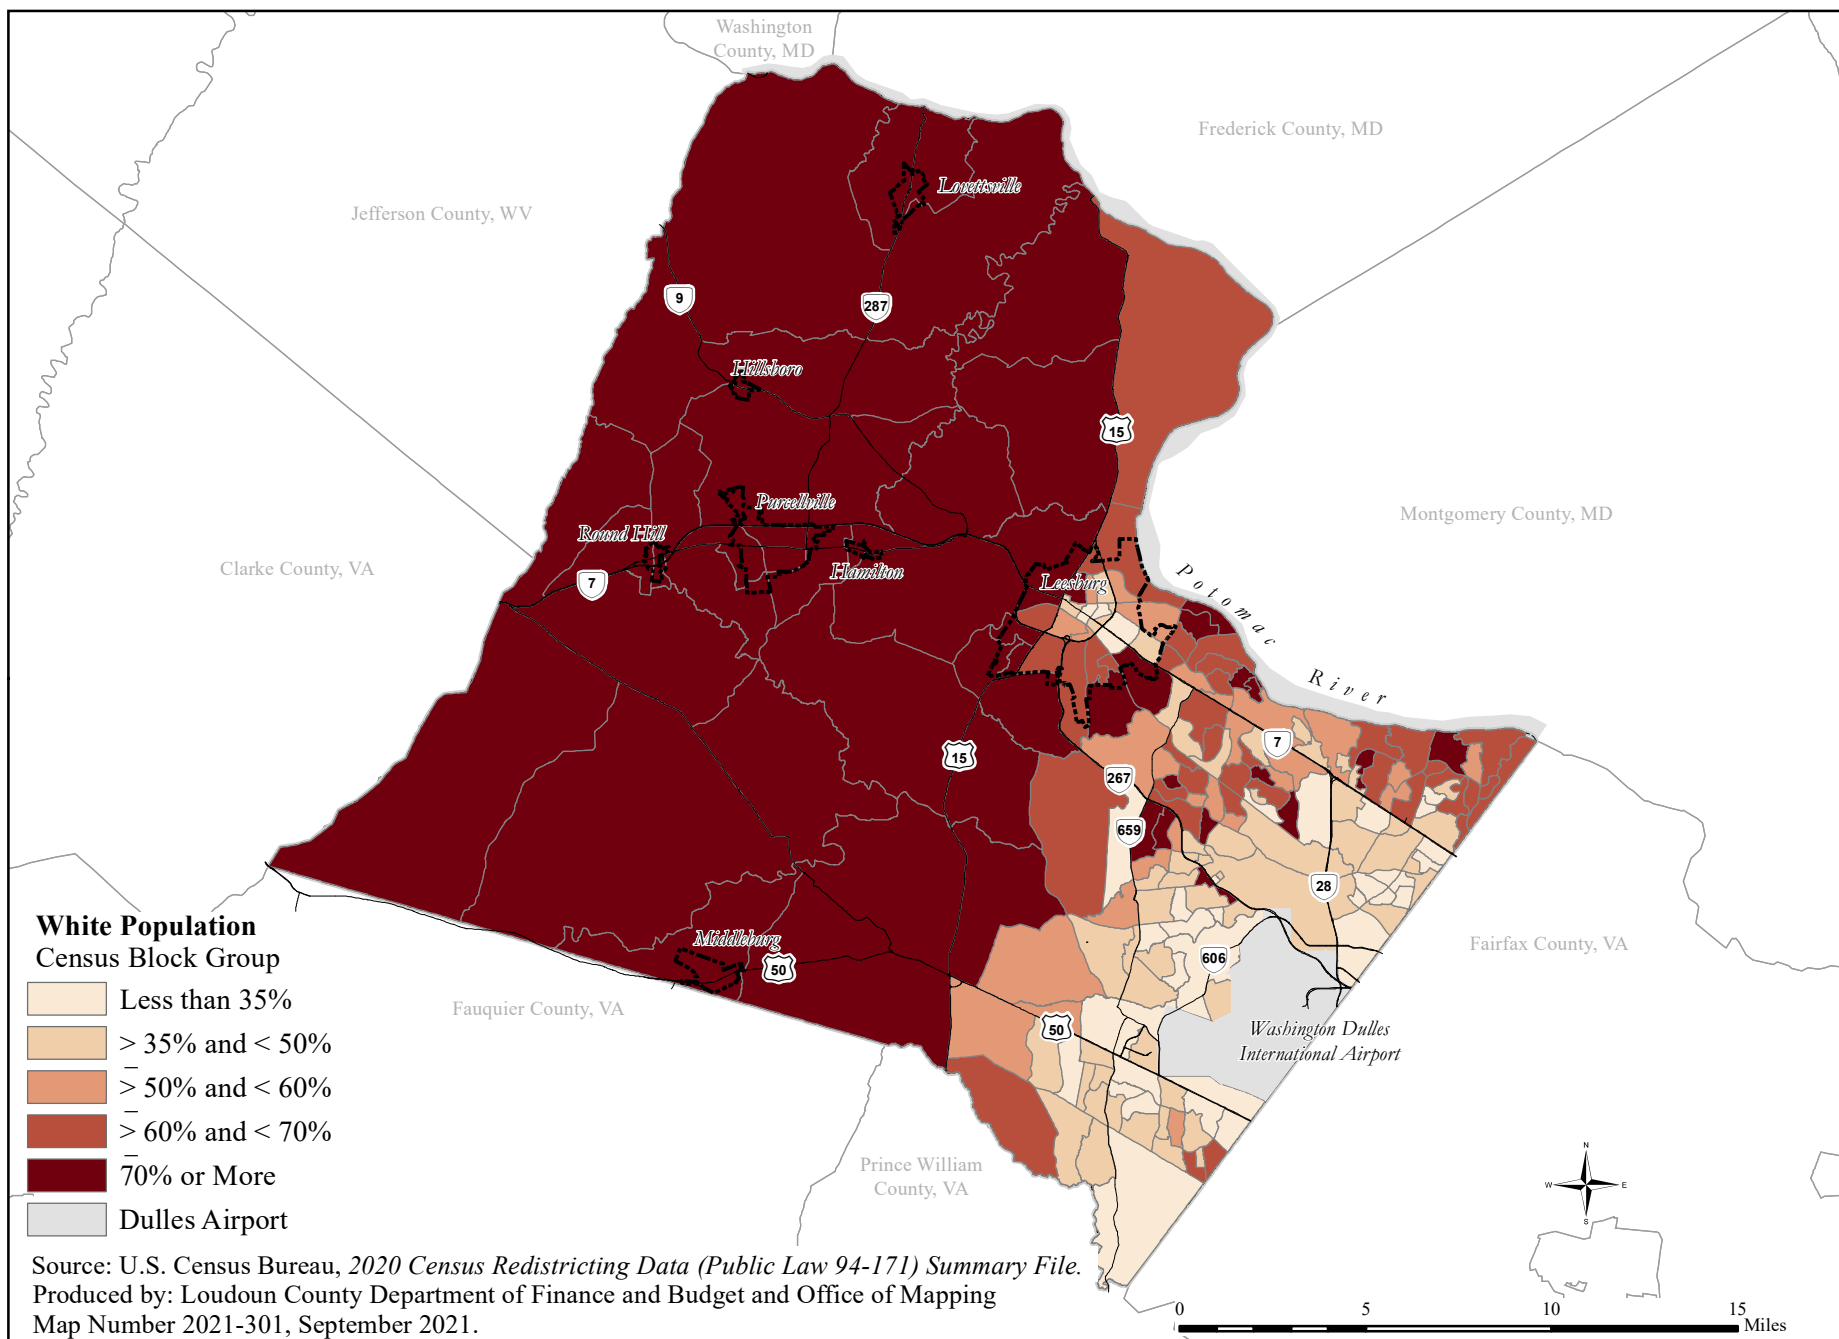 Washington
County, MD
Frederick County, MD
Jefferson County, WV
Lovettsville
9
287
Hillsboro
15
Purcellville
Round Hill
Hamilton
7
Clarke County, VA
Montgomery County, MD
Leesburg
Potomac
River
15
7
267
659
28
606
Middleburg
50
50
Fauquier County, VA
Fairfax County, VA
Washington Dulles
International Airport
Prince William
County, VA
White Population
Census Block Group
Less than 35%
> 35% and < 50%
> 50% and < 60%
> 60% and < 70%
70% or More
Dulles Airport
N
W
E
S
Source: U.S. Census Bureau, 2020 Census Redistricting Data (Public Law 94-171) Summary File.
Produced by: Loudoun County Department of Finance and Budget and Office of Mapping
Map Number 2021-301, September 2021.
0 5 10 15
Miles